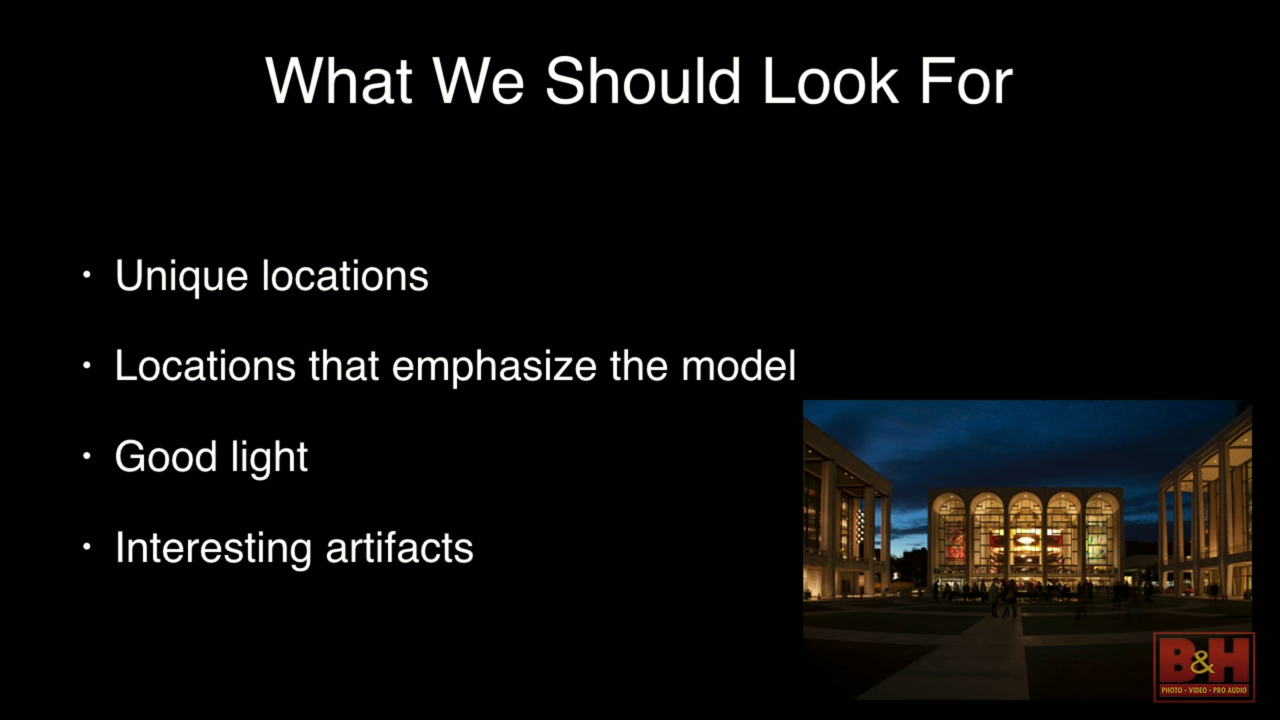 What We Should Look For
• Unique locations
• Locations that emphasize the model
• Good light
• Interesting artifacts
B&H
PHOTO - VIDEO - PRO AUDIO